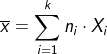 x̄ = ∑_{i=1}^{k} n_i · X_i